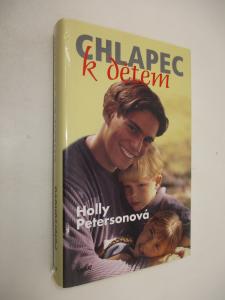 CHLAPEC
k dětem
Holly
Petersonová